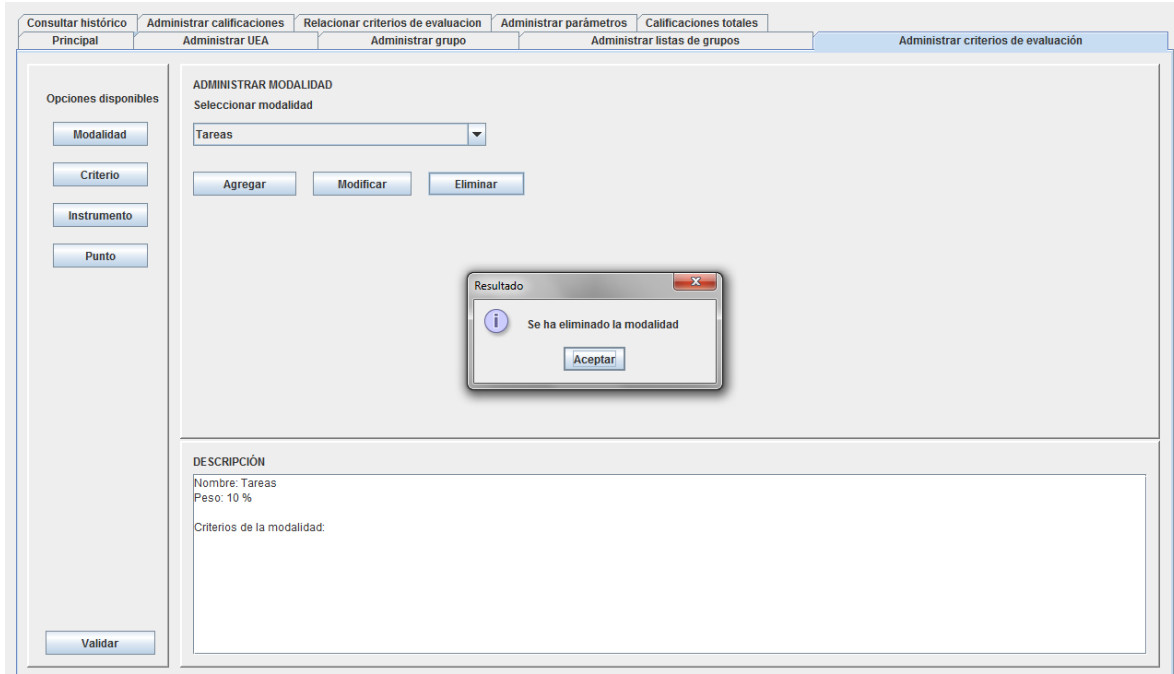 Consultar histórico Administrar calificaciones Relacionar criterios de evaluacion Administrar parámetros Calificaciones totales
Principal Administrar UEA Administrar grupo Administrar listas de grupos Administrar criterios de evaluación
Opciones disponibles
Modalidad
Criterio
Instrumento
Punto
Validar
ADMINISTRAR MODALIDAD
Seleccionar modalidad
Tareas
Agregar Modificar Eliminar
Resultado
Se ha eliminado la modalidad
Aceptar
DESCRIPCIÓN
Nombre: Tareas
Peso: 10 %
Criterios de la modalidad: